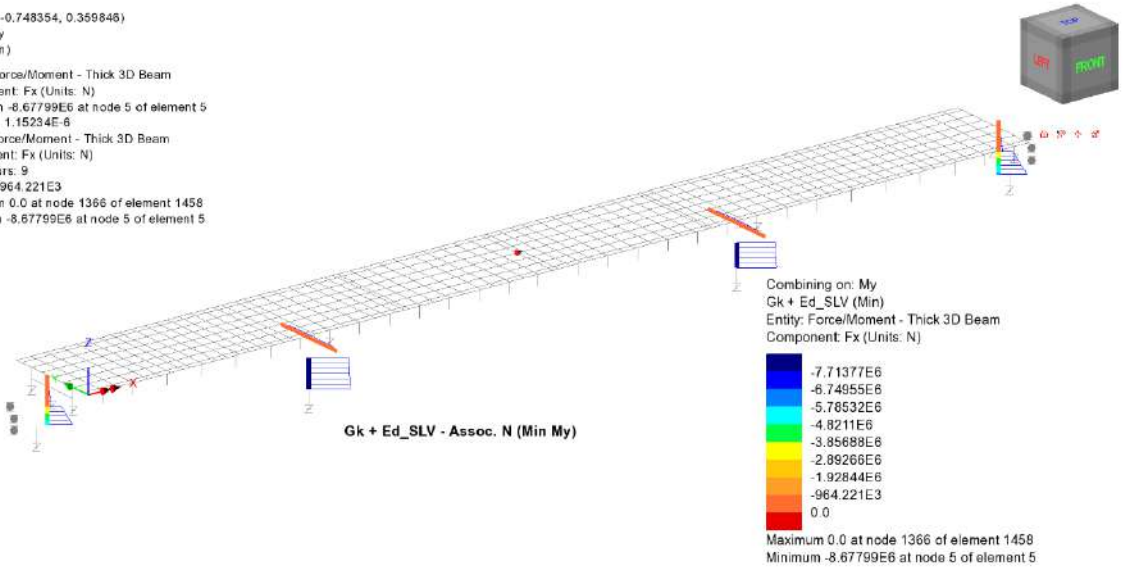 -0.748354, 0.359846)
y
n)
orce/Moment - Thick 3D Beam
ent: Fx (Units: N)
n -8.67799E6 at node 5 of element 5
1.15234E-6
orce/Moment - Thick 3D Beam
ent: Fx (Units: N)
urs: 9
964.221E3
m 0.0 at node 1366 of element 1458
n -8.67799E6 at node 5 of element 5
TOP
LEFT
FRONT
Z
Z
Z
Z
Z
Y
X
Z
Z
Z
Z
Gk + Ed_SLV - Assoc. N (Min My)
Combining on: My
Gk + Ed_SLV (Min)
Entity: Force/Moment - Thick 3D Beam
Component: Fx (Units: N)
-7.71377E6
-6.74955E6
-5.78532E6
-4.8211E6
-3.85688E6
-2.89266E6
-1.92844E6
-964.221E3
0.0
Maximum 0.0 at node 1366 of element 1458
Minimum -8.67799E6 at node 5 of element 5